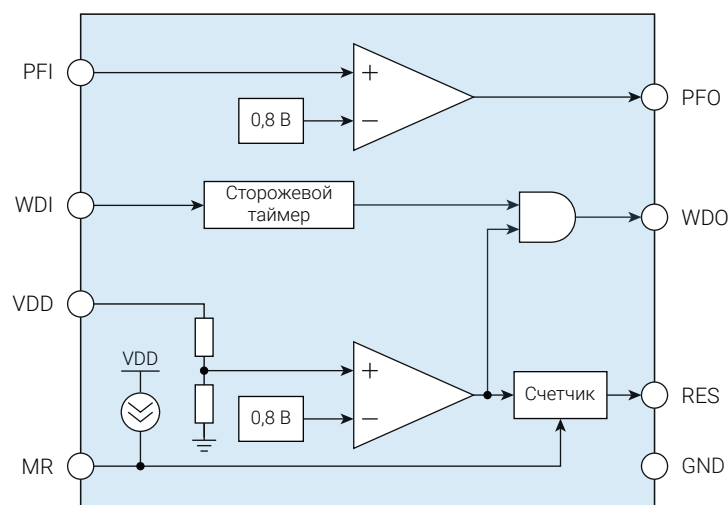 PFI
0,8 В
PFO
WDI
Сторожевой
таймер
WDO
VDD
VDD
0,8 В
Счетчик
RES
MR
GND